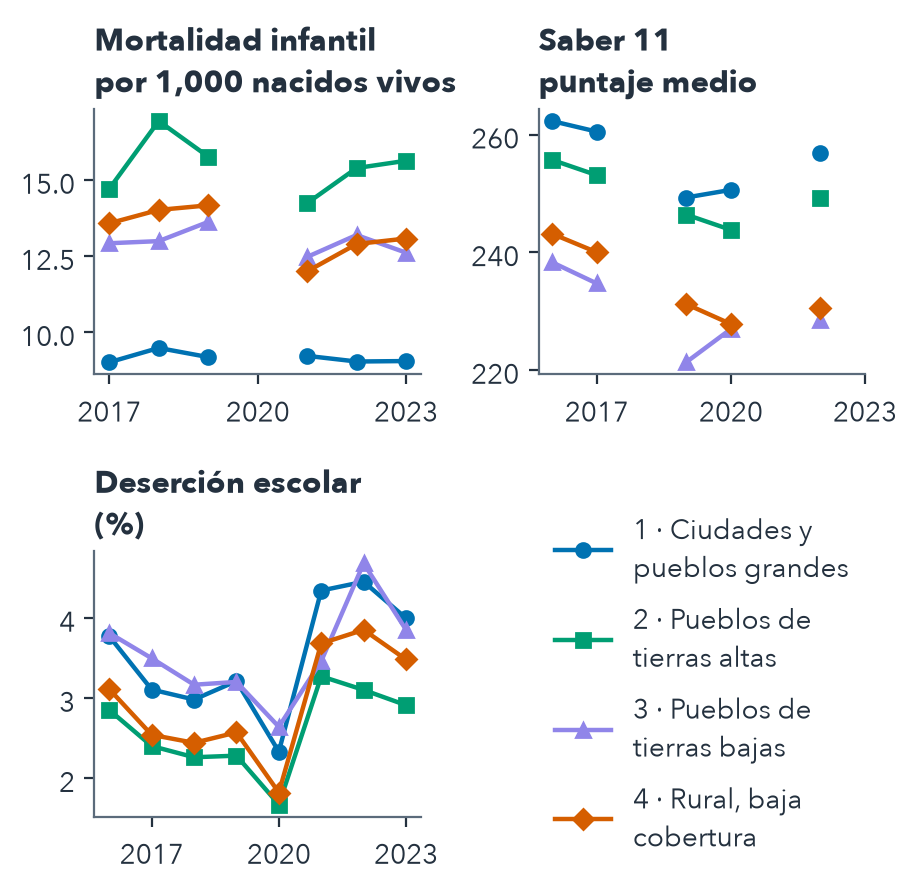 Mortalidad infantil
por 1,000 nacidos vivos
15.0
12.5
10.0
2017
2020
2023
Saber 11
puntaje medio
260
240
220
2017
2020
2023
Deserción escolar
(%)
4
3
2
2017
2020
2023
1 · Ciudades y
pueblos grandes
2 · Pueblos de
tierras altas
3 · Pueblos de
tierras bajas
4 · Rural, baja
cobertura